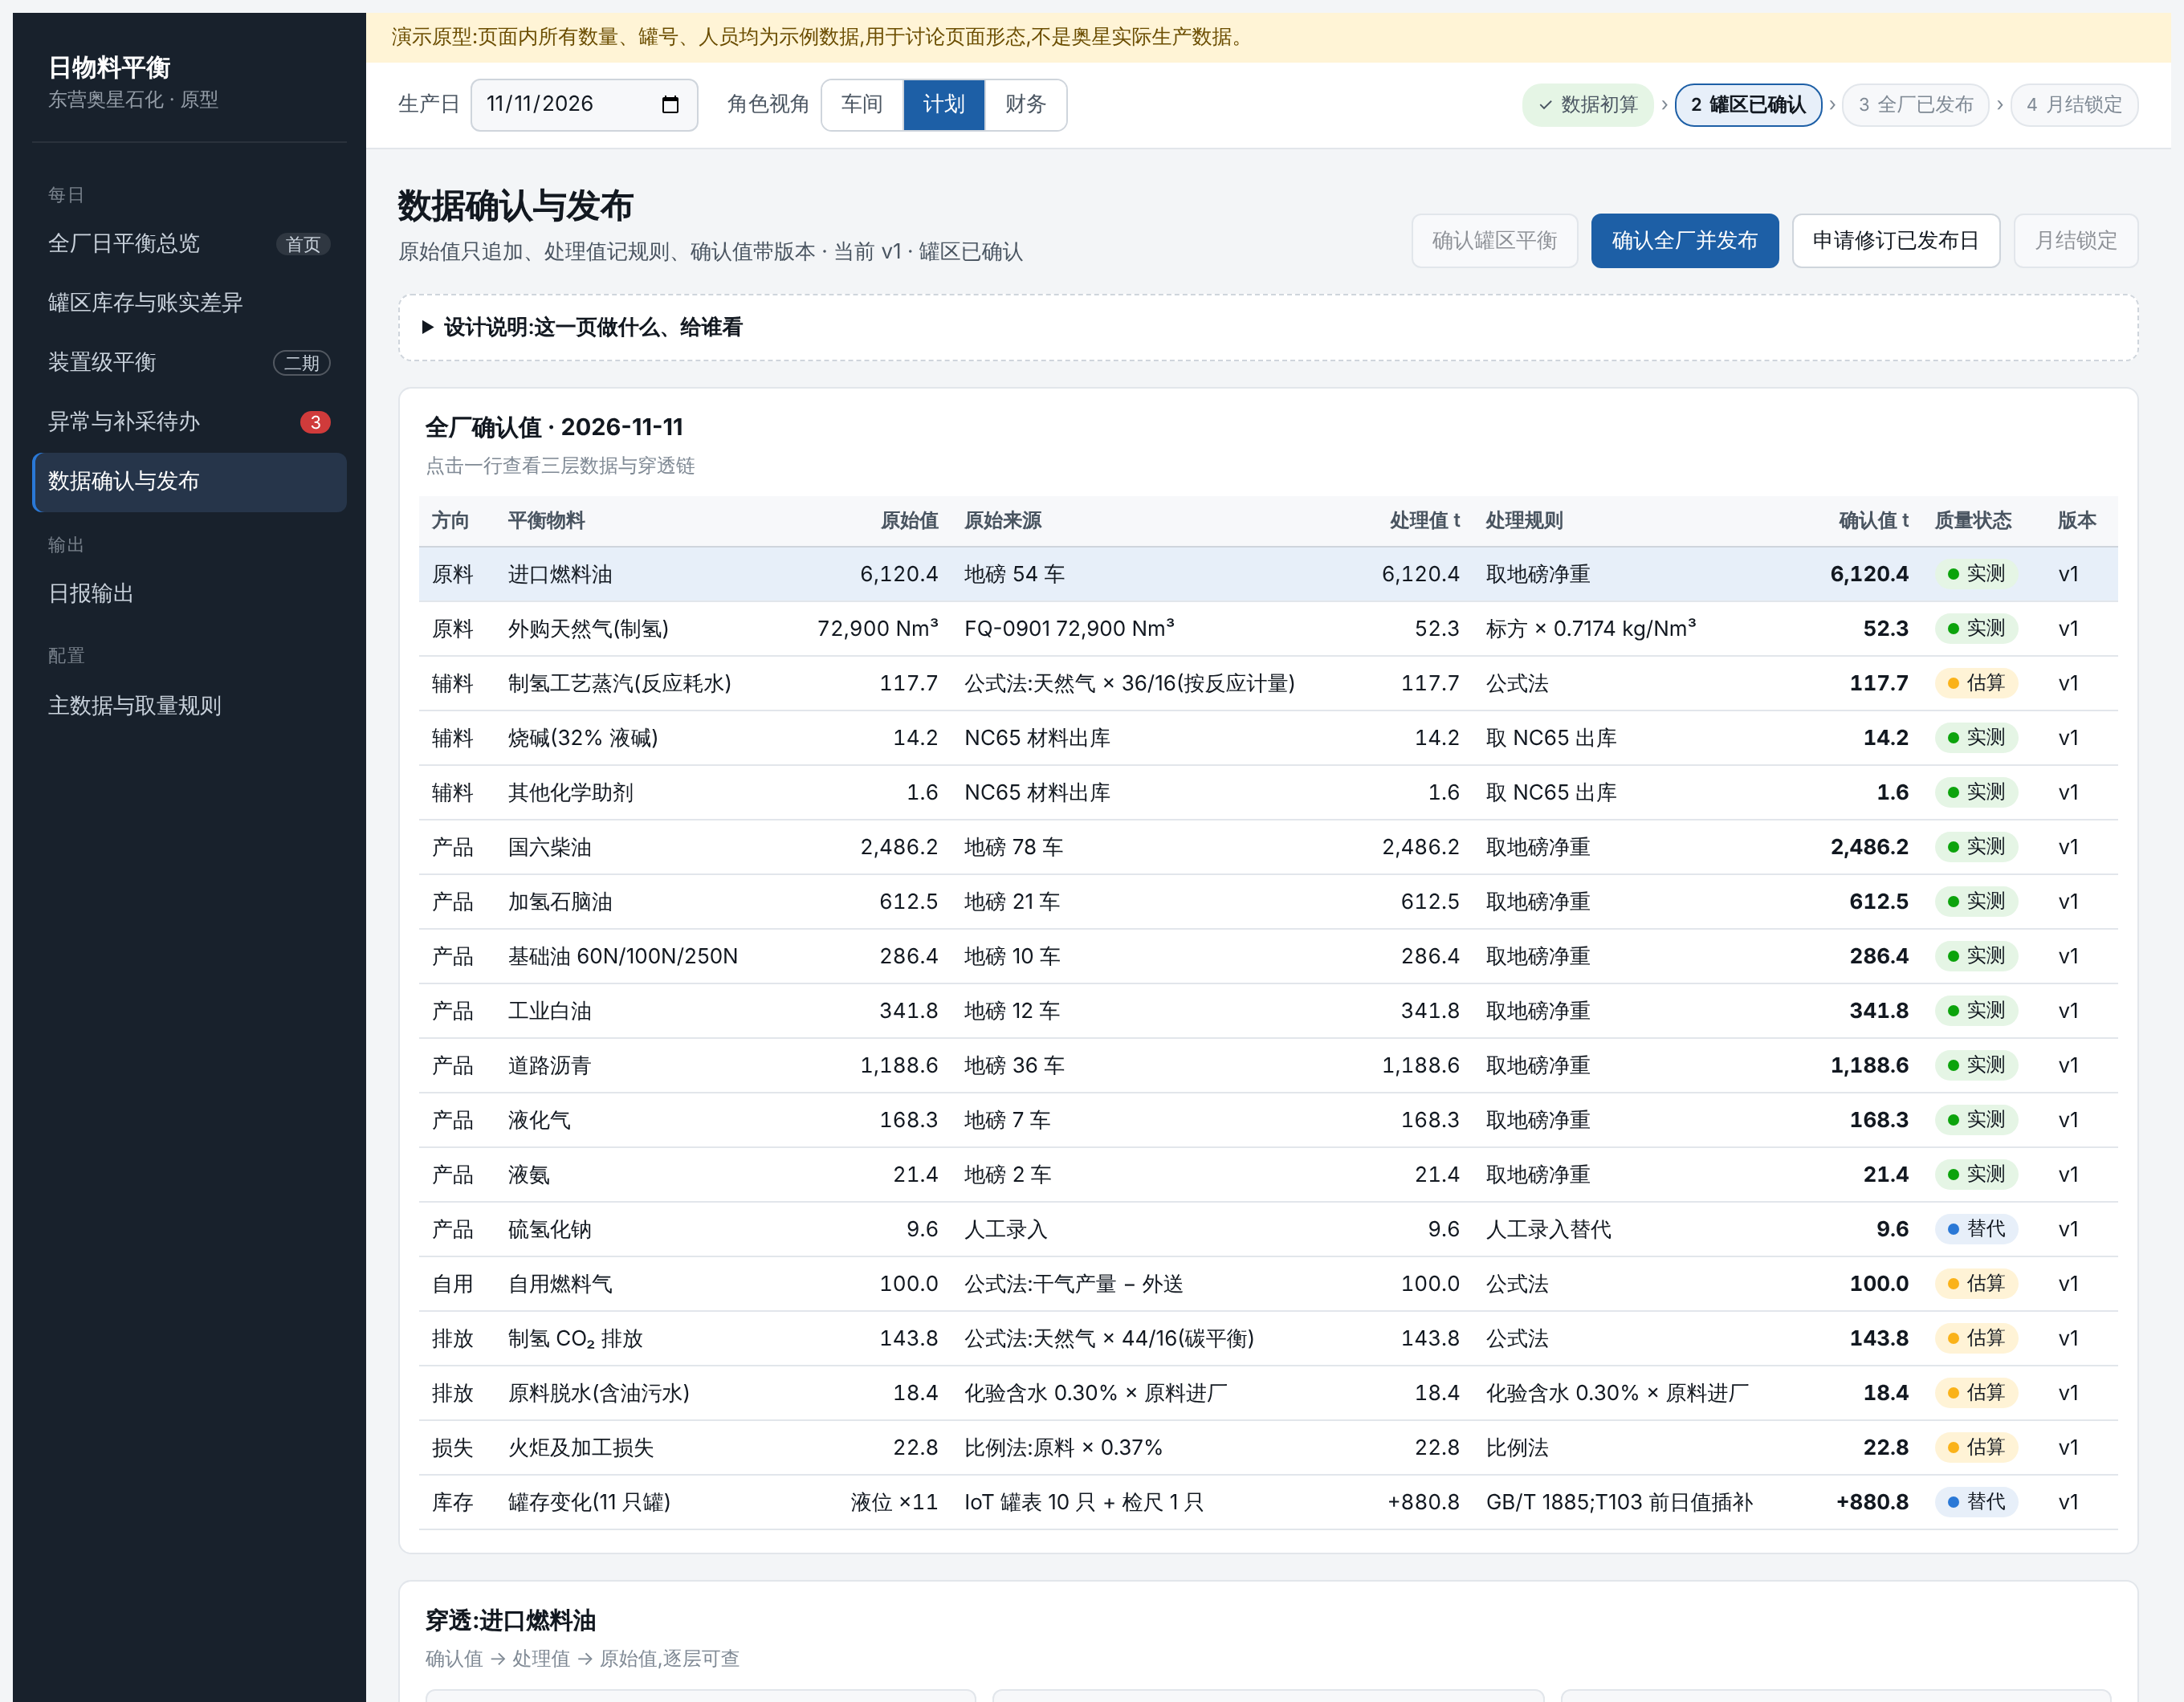 日物料平衡
东营奥星石化 · 原型
每日
全厂日平衡总览 首页
罐区库存与账实差异
装置级平衡 二期
异常与补采待办 3
数据确认与发布
输出
日报输出
配置
主数据与取量规则
演示原型:页面内所有数量、罐号、人员均为示例数据,用于讨论页面形态,不是奥星实际生产数据。
生产日 11/11/2026 角色视角 车间 计划 财务 ✓ 数据初算 › 2 罐区已确认 › 3 全厂已发布 › 4 月结锁定
数据确认与发布
原始值只追加、处理值记规则、确认值带版本 · 当前 v1 · 罐区已确认
确认罐区平衡 确认全厂并发布 申请修订已发布日 月结锁定
▶ 设计说明:这一页做什么、给谁看
全厂确认值 · 2026-11-11
点击一行查看三层数据与穿透链
方向 平衡物料 原始值 原始来源 处理值 t 处理规则 确认值 t 质量状态 版本
原料 进口燃料油 6,120.4 地磅 54 车 6,120.4 取地磅净重 6,120.4 实测 v1
原料 外购天然气(制氢) 72,900 Nm³ FQ-0901 72,900 Nm³ 52.3 标方 × 0.7174 kg/Nm³ 52.3 实测 v1
辅料 制氢工艺蒸汽(反应耗水) 117.7 公式法:天然气 × 36/16(按反应计量) 117.7 公式法 117.7 估算 v1
辅料 烧碱(32% 液碱) 14.2 NC65 材料出库 14.2 取 NC65 出库 14.2 实测 v1
辅料 其他化学助剂 1.6 NC65 材料出库 1.6 取 NC65 出库 1.6 实测 v1
产品 国六柴油 2,486.2 地磅 78 车 2,486.2 取地磅净重 2,486.2 实测 v1
产品 加氢石脑油 612.5 地磅 21 车 612.5 取地磅净重 612.5 实测 v1
产品 基础油 60N/100N/250N 286.4 地磅 10 车 286.4 取地磅净重 286.4 实测 v1
产品 工业白油 341.8 地磅 12 车 341.8 取地磅净重 341.8 实测 v1
产品 道路沥青 1,188.6 地磅 36 车 1,188.6 取地磅净重 1,188.6 实测 v1
产品 液化气 168.3 地磅 7 车 168.3 取地磅净重 168.3 实测 v1
产品 液氨 21.4 地磅 2 车 21.4 取地磅净重 21.4 实测 v1
产品 硫氢化钠 9.6 人工录入 9.6 人工录入替代 9.6 替代 v1
自用 自用燃料气 100.0 公式法:干气产量 − 外送 100.0 公式法 100.0 估算 v1
排放 制氢 CO₂ 排放 143.8 公式法:天然气 × 44/16(碳平衡) 143.8 公式法 143.8 估算 v1
排放 原料脱水(含油污水) 18.4 化验含水 0.30% × 原料进厂 18.4 化验含水 0.30% × 原料进厂 18.4 估算 v1
损失 火炬及加工损失 22.8 比例法:原料 × 0.37% 22.8 比例法 22.8 估算 v1
库存 罐存变化(11 只罐) 液位 ×11 IoT 罐表 10 只 + 检尺 1 只 +880.8 GB/T 1885;T103 前日值插补 +880.8 替代 v1
穿透:进口燃料油
确认值 → 处理值 → 原始值,逐层可查